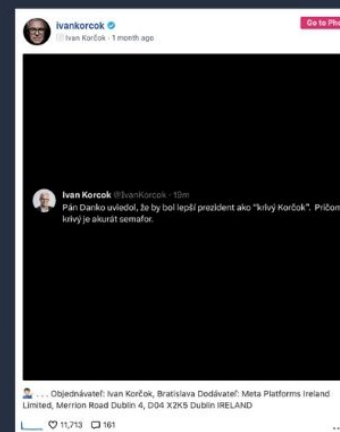 ivankorcok
Go to Pho
Ivan Korčok · 1 month ago
Ivan Korcok @IvanKorcok · 19m
Pán Danko uviedol, že by bol lepší prezident ako "krivý Korčok". Pričom
krivý je akurát semafor.
. . . Objednávateľ: Ivan Korčok, Bratislava Dodávateľ: Meta Platforms Ireland
Limited, Merrion Road Dublin 4, D04 X2K5 Dublin IRELAND
11,713 161